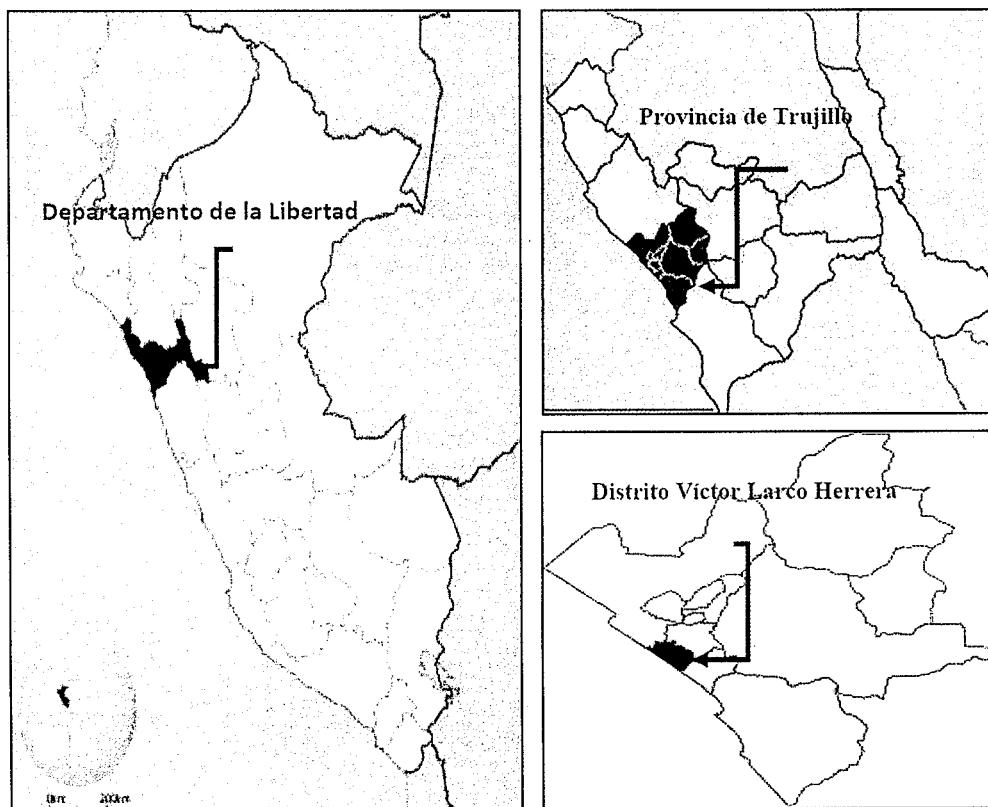 Departamento de la Libertad
Provincia de Trujillo
Distrito Víctor Larco Herrera